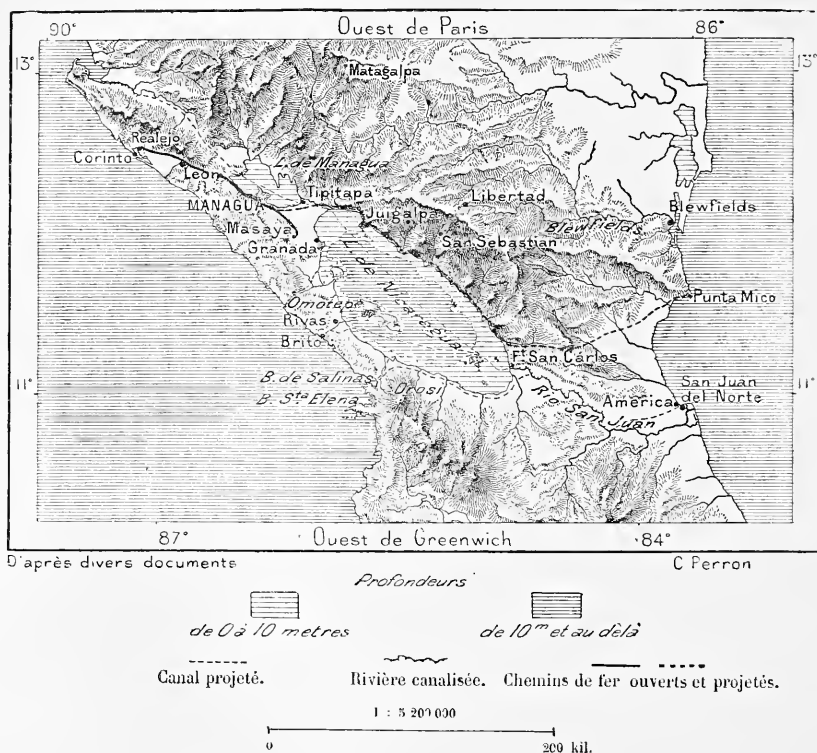 90° Ouest de Paris 86°
13° 13°
Matagalpa
Realejo
Corinto
L. de Managua
Leon
Tipitapa
Libertad
MANAGUA
Juigalpa
Blewfields
Masaya
Blewfields
Granada
San Sebastian
L. de Nicaragua
Omotepe
Punta Mico
Rivas
Brito
Ft San Carlos
B. de Salinas
Orosi
San Juan
del Norte
11° 11°
B. Sta Elena
America
Rio San Juan
87° Ouest de Greenwich 84°
D'après divers documents C Perron
Profondeurs
de 0 à 10 metres de 10m et au dèlà
Canal projeté. Rivière canalisée. Chemins de fer ouverts et projetés.
1 : 5 200 000
0 200 kil.